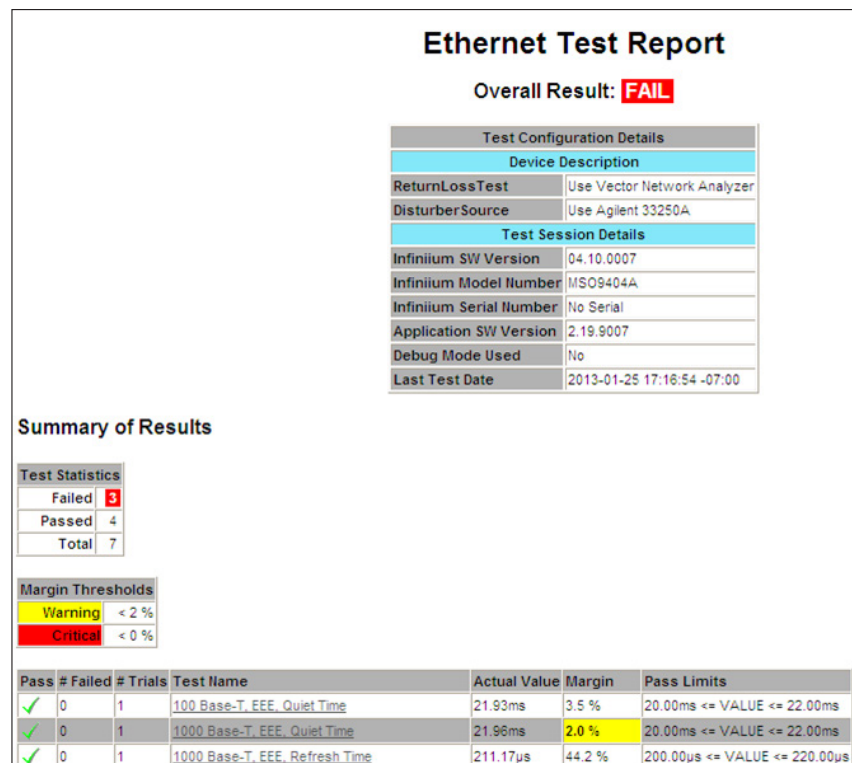 Ethernet Test Report
Overall Result: FAIL
Test Configuration Details
Device Description
ReturnLossTest Use Vector Network Analyzer
DisturberSource Use Agilent 33250A
Test Session Details
Infiniium SW Version 04.10.0007
Infiniium Model Number MSO9404A
Infiniium Serial Number No Serial
Application SW Version 2.19.9007
Debug Mode Used No
Last Test Date 2013-01-25 17:16:54 -07:00
Summary of Results
Test Statistics
Failed 3
Passed 4
Total 7
Margin Thresholds
Warning < 2 %
Critical < 0 %
Pass # Failed # Trials Test Name Actual Value Margin Pass Limits
0 1 100 Base-T, EEE, Quiet Time 21.93ms 3.5 % 20.00ms <= VALUE <= 22.00ms
0 1 1000 Base-T, EEE, Quiet Time 21.96ms 2.0 % 20.00ms <= VALUE <= 22.00ms
0 1 1000 Base-T, EEE, Refresh Time 211.17µs 44.2 % 200.00µs <= VALUE <= 220.00µs